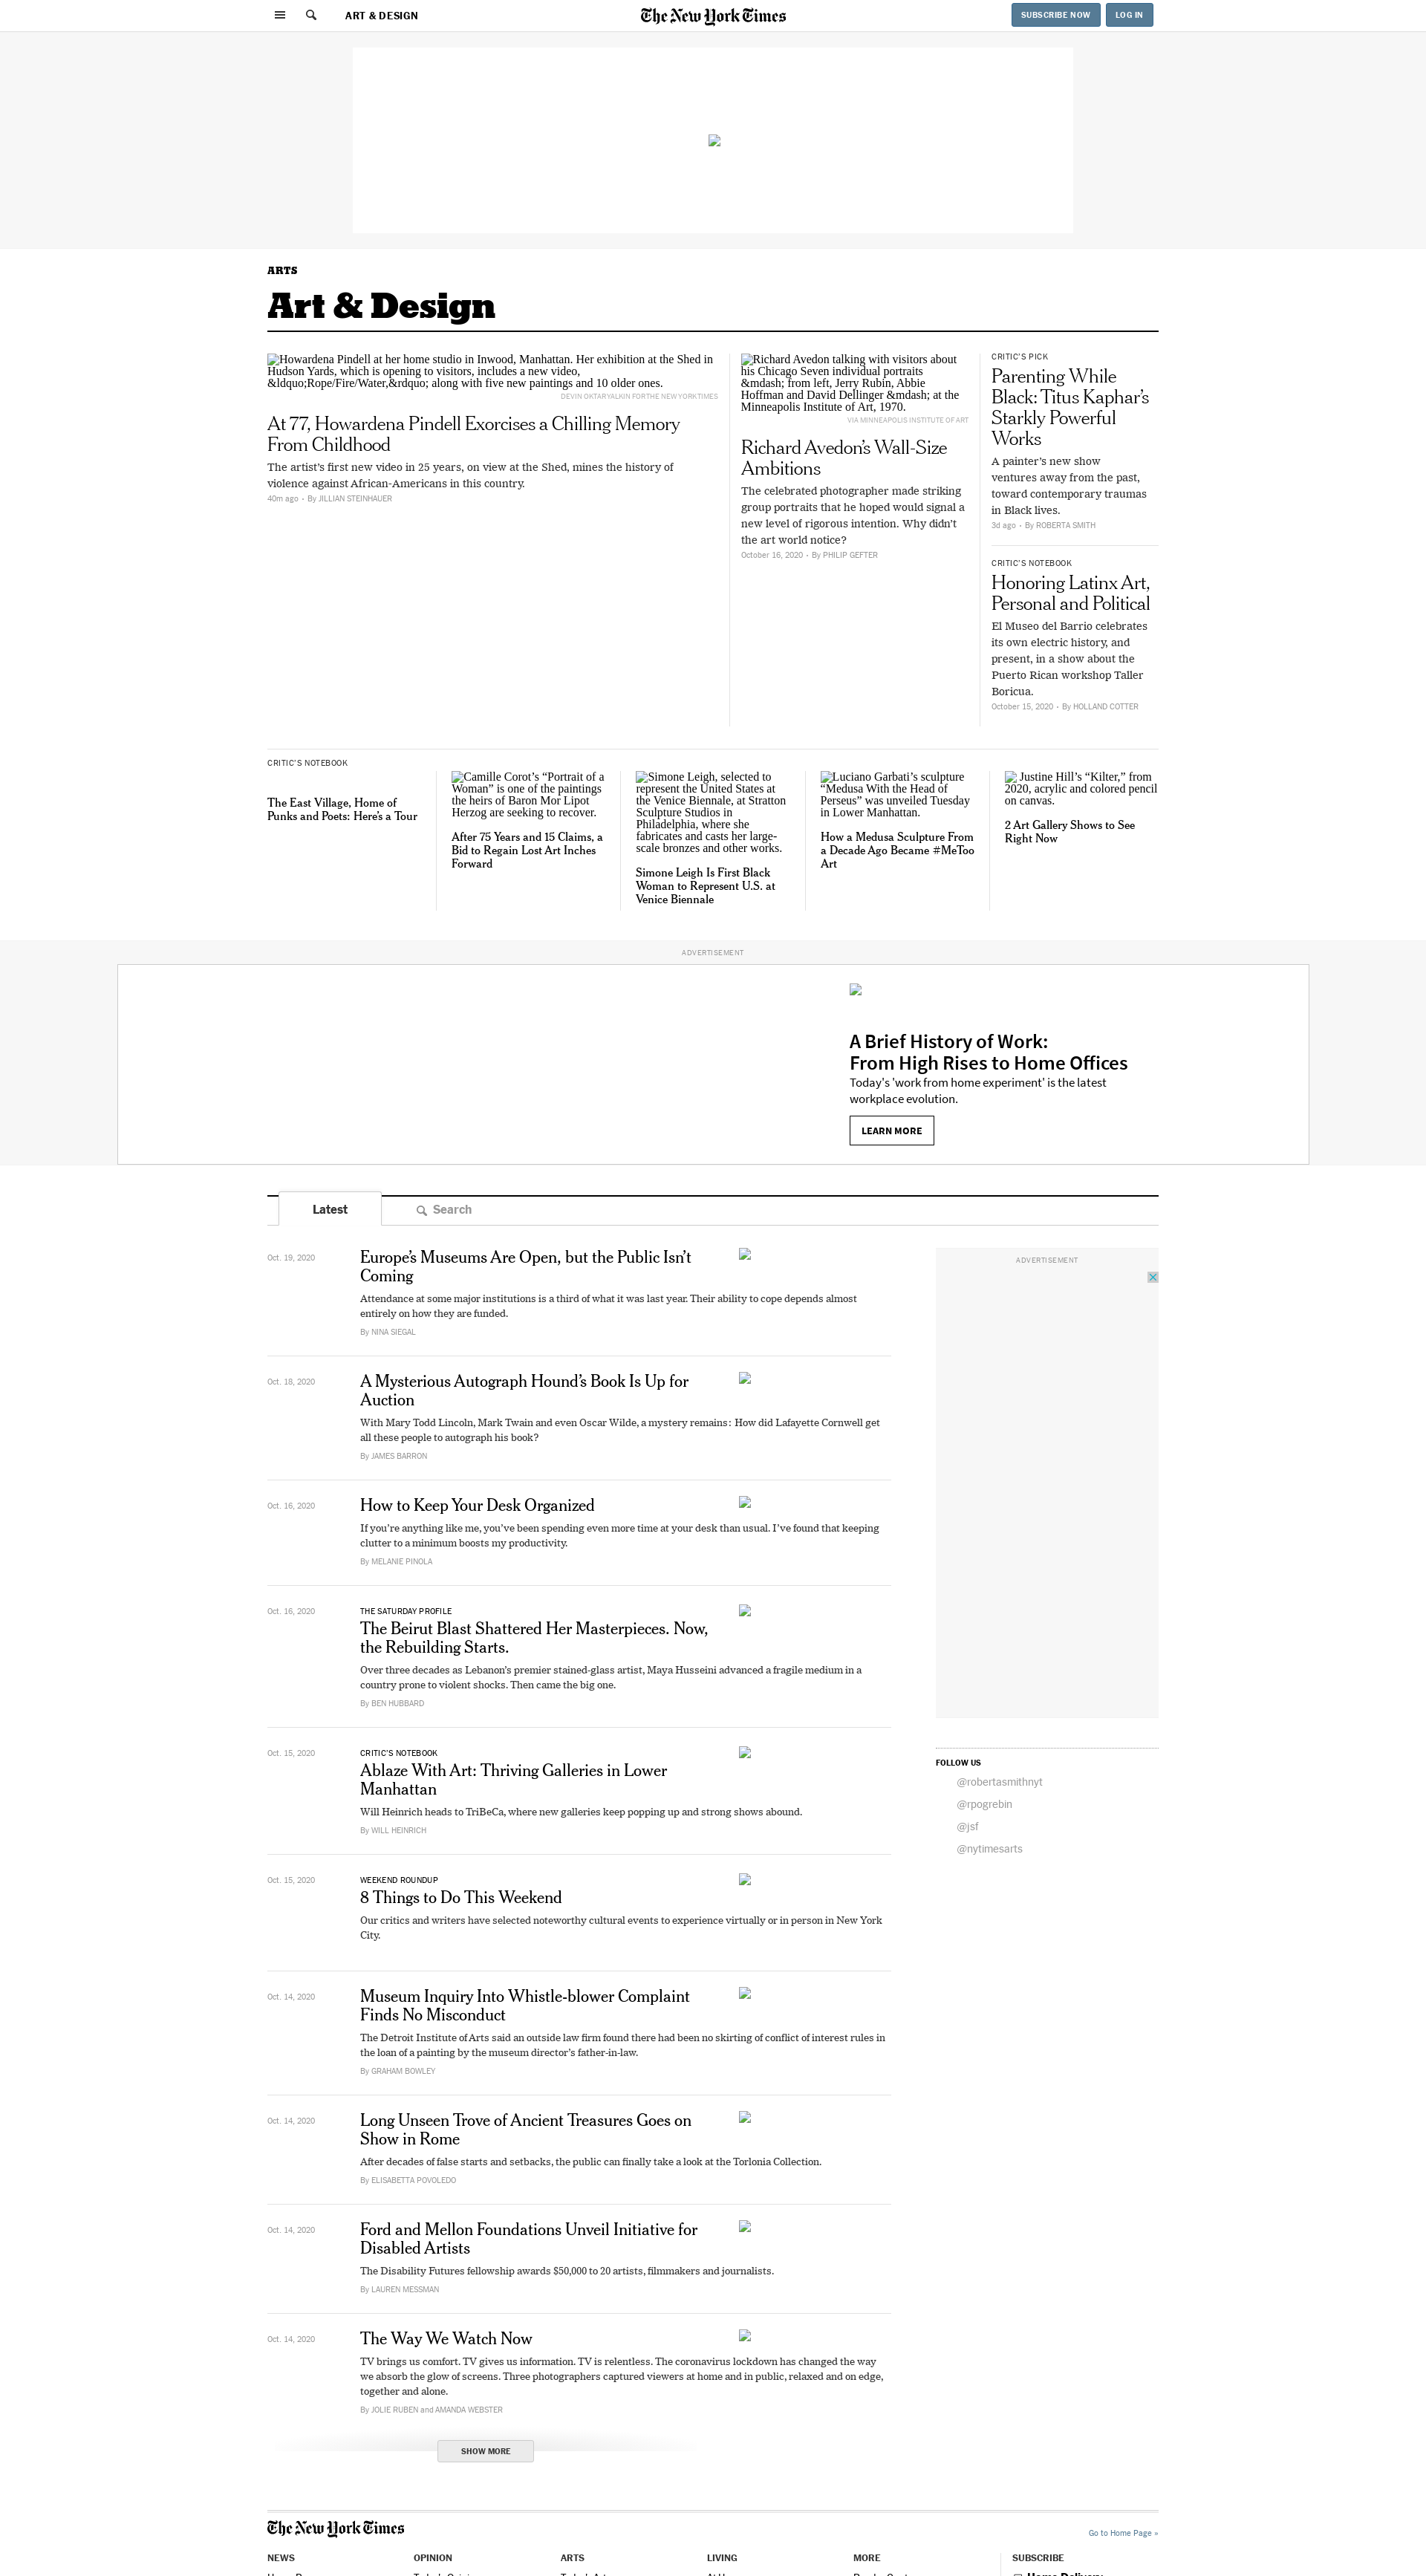 ART & DESIGN
The New York Times
SUBSCRIBE NOW
LOG IN
ARTS
Art & Design
Howardena Pindell at her home studio in Inwood, Manhattan. Her exhibition at the Shed in
Hudson Yards, which is opening to visitors, includes a new video,
&ldquo;Rope/Fire/Water,&rdquo; along with five new paintings and 10 older ones.
DEVIN OKTAR YALKIN FOR THE NEW YORK TIMES
At 77, Howardena Pindell Exorcises a Chilling Memory
From Childhood
The artist's first new video in 25 years, on view at the Shed, mines the history of
violence against African-Americans in this country.
40m ago • By JILLIAN STEINHAUER
Richard Avedon talking with visitors about
his Chicago Seven individual portraits
&mdash; from left, Jerry Rubin, Abbie
Hoffman and David Dellinger &mdash; at the
Minneapolis Institute of Art, 1970.
VIA MINNEAPOLIS INSTITUTE OF ART
Richard Avedon's Wall-Size
Ambitions
The celebrated photographer made striking
group portraits that he hoped would signal a
new level of rigorous intention. Why didn't
the art world notice?
October 16, 2020 • By PHILIP GEFTER
CRITIC'S PICK
Parenting While
Black: Titus Kaphar's
Starkly Powerful
Works
A painter's new show
ventures away from the past,
toward contemporary traumas
in Black lives.
3d ago • By ROBERTA SMITH
CRITIC'S NOTEBOOK
Honoring Latinx Art,
Personal and Political
El Museo del Barrio celebrates
its own electric history, and
present, in a show about the
Puerto Rican workshop Taller
Boricua.
October 15, 2020 • By HOLLAND COTTER
CRITIC'S NOTEBOOK
The East Village, Home of
Punks and Poets: Here's a Tour
Camille Corot's “Portrait of a
Woman” is one of the paintings
the heirs of Baron Mor Lipot
Herzog are seeking to recover.
After 75 Years and 15 Claims, a
Bid to Regain Lost Art Inches
Forward
Simone Leigh, selected to
represent the United States at
the Venice Biennale, at Stratton
Sculpture Studios in
Philadelphia, where she
fabricates and casts her large-
scale bronzes and other works.
Simone Leigh Is First Black
Woman to Represent U.S. at
Venice Biennale
Luciano Garbati's sculpture
“Medusa With the Head of
Perseus” was unveiled Tuesday
in Lower Manhattan.
How a Medusa Sculpture From
a Decade Ago Became #MeToo
Art
Justine Hill's “Kilter,” from
2020, acrylic and colored pencil
on canvas.
2 Art Gallery Shows to See
Right Now
ADVERTISEMENT
A Brief History of Work:
From High Rises to Home Offices
Today's 'work from home experiment' is the latest
workplace evolution.
LEARN MORE
Latest
Search
Oct. 19, 2020
Europe's Museums Are Open, but the Public Isn't
Coming
Attendance at some major institutions is a third of what it was last year. Their ability to cope depends almost
entirely on how they are funded.
By NINA SIEGAL
ADVERTISEMENT
Oct. 18, 2020
A Mysterious Autograph Hound's Book Is Up for
Auction
With Mary Todd Lincoln, Mark Twain and even Oscar Wilde, a mystery remains: How did Lafayette Cornwell get
all these people to autograph his book?
By JAMES BARRON
Oct. 16, 2020
How to Keep Your Desk Organized
If you're anything like me, you've been spending even more time at your desk than usual. I've found that keeping
clutter to a minimum boosts my productivity.
By MELANIE PINOLA
Oct. 16, 2020
THE SATURDAY PROFILE
The Beirut Blast Shattered Her Masterpieces. Now,
the Rebuilding Starts.
Over three decades as Lebanon's premier stained-glass artist, Maya Husseini advanced a fragile medium in a
country prone to violent shocks. Then came the big one.
By BEN HUBBARD
Oct. 15, 2020
CRITIC'S NOTEBOOK
Ablaze With Art: Thriving Galleries in Lower
Manhattan
Will Heinrich heads to TriBeCa, where new galleries keep popping up and strong shows abound.
By WILL HEINRICH
FOLLOW US
@robertasmithnyt
@rpogrebin
@jsf
@nytimesarts
Oct. 15, 2020
WEEKEND ROUNDUP
8 Things to Do This Weekend
Our critics and writers have selected noteworthy cultural events to experience virtually or in person in New York
City.
Oct. 14, 2020
Museum Inquiry Into Whistle-blower Complaint
Finds No Misconduct
The Detroit Institute of Arts said an outside law firm found there had been no skirting of conflict of interest rules in
the loan of a painting by the museum director's father-in-law.
By GRAHAM BOWLEY
Oct. 14, 2020
Long Unseen Trove of Ancient Treasures Goes on
Show in Rome
After decades of false starts and setbacks, the public can finally take a look at the Torlonia Collection.
By ELISABETTA POVOLEDO
Oct. 14, 2020
Ford and Mellon Foundations Unveil Initiative for
Disabled Artists
The Disability Futures fellowship awards $50,000 to 20 artists, filmmakers and journalists.
By LAUREN MESSMAN
Oct. 14, 2020
The Way We Watch Now
TV brings us comfort. TV gives us information. TV is relentless. The coronavirus lockdown has changed the way
we absorb the glow of screens. Three photographers captured viewers at home and in public, relaxed and on edge,
together and alone.
By JOLIE RUBEN and AMANDA WEBSTER
SHOW MORE
The New York Times
Go to Home Page »
NEWS
OPINION
ARTS
LIVING
MORE
SUBSCRIBE